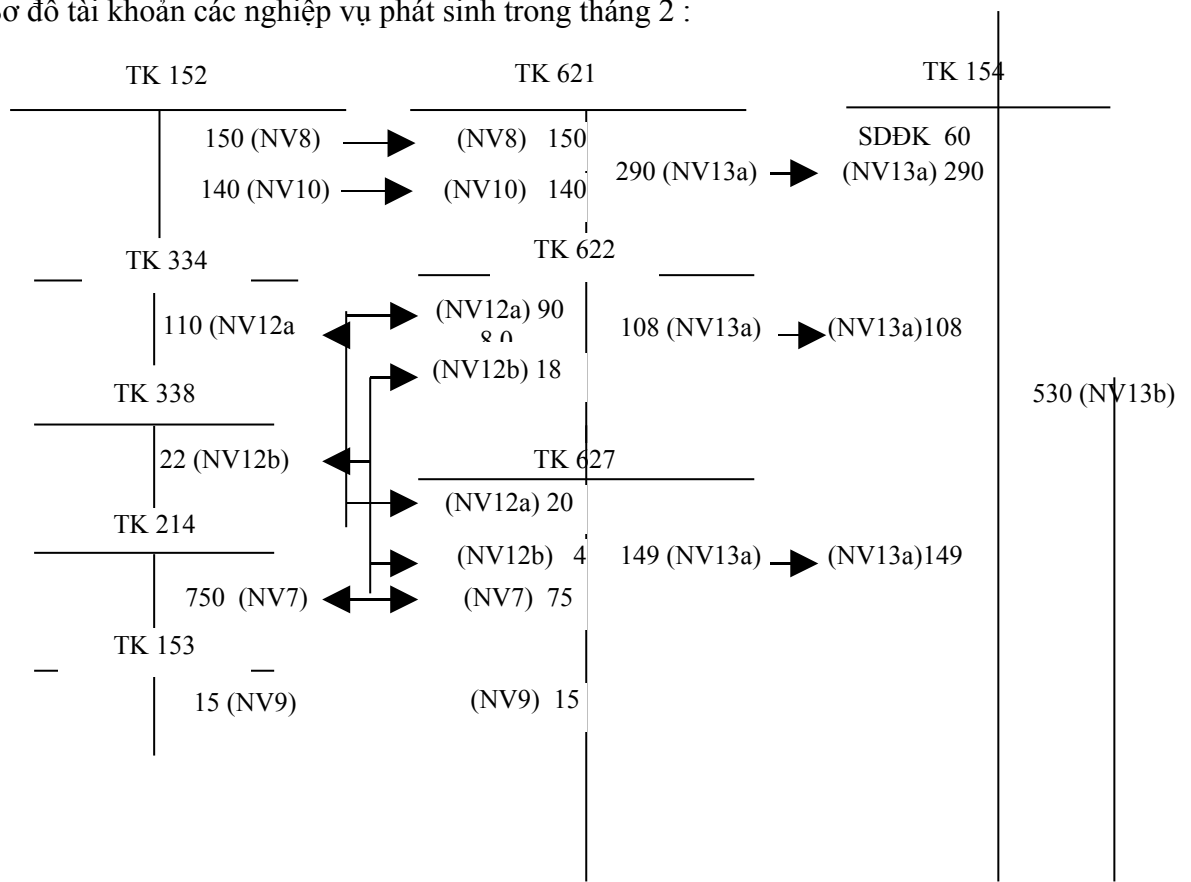 ơ đồ tài khoản các nghiệp vụ phát sinh trong tháng 2 :
TK 152 TK 621 TK 154
150 (NV8) (NV8) 150 SDĐK 60
290 (NV13a) (NV13a) 290
140 (NV10) (NV10) 140
TK 334 TK 622
110 (NV12a (NV12a) 90 108 (NV13a) (NV13a)108
(NV12b) 18
TK 338 530 (NV13b)
22 (NV12b) TK 627
(NV12a) 20
TK 214
(NV12b) 4 149 (NV13a) (NV13a)149
750 (NV7) (NV7) 75
TK 153
15 (NV9) (NV9) 15